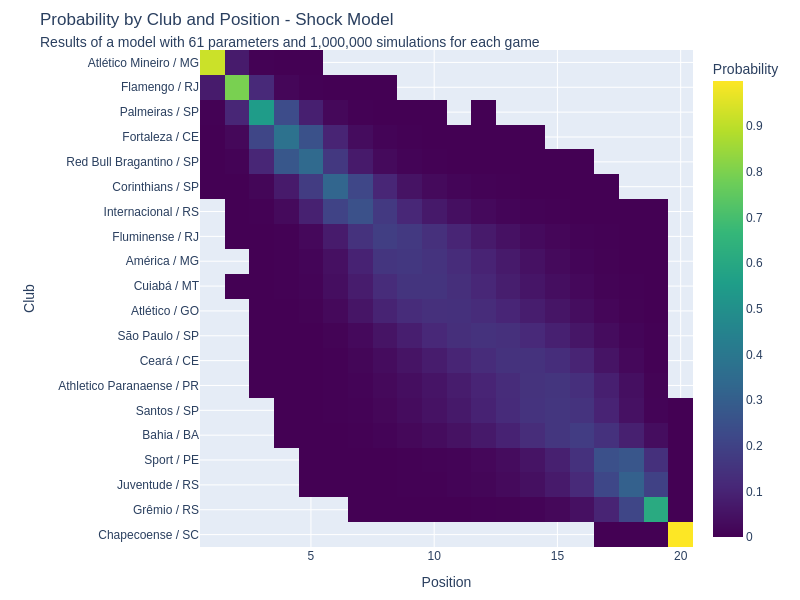 Probability by Club and Position - Shock Model
Results of a model with 61 parameters and 1,000,000 simulations for each game
Probability
Club
Atlético Mineiro / MG
Flamengo / RJ
Palmeiras / SP
Fortaleza / CE
Red Bull Bragantino / SP
Corinthians / SP
Internacional / RS
Fluminense / RJ
América / MG
Cuiabá / MT
Atlético / GO
São Paulo / SP
Ceará / CE
Athletico Paranaense / PR
Santos / SP
Bahia / BA
Sport / PE
Juventude / RS
Grêmio / RS
Chapecoense / SC
0.9
0.8
0.7
0.6
0.5
0.4
0.3
0.2
0.1
0
5
10
15
20
Position